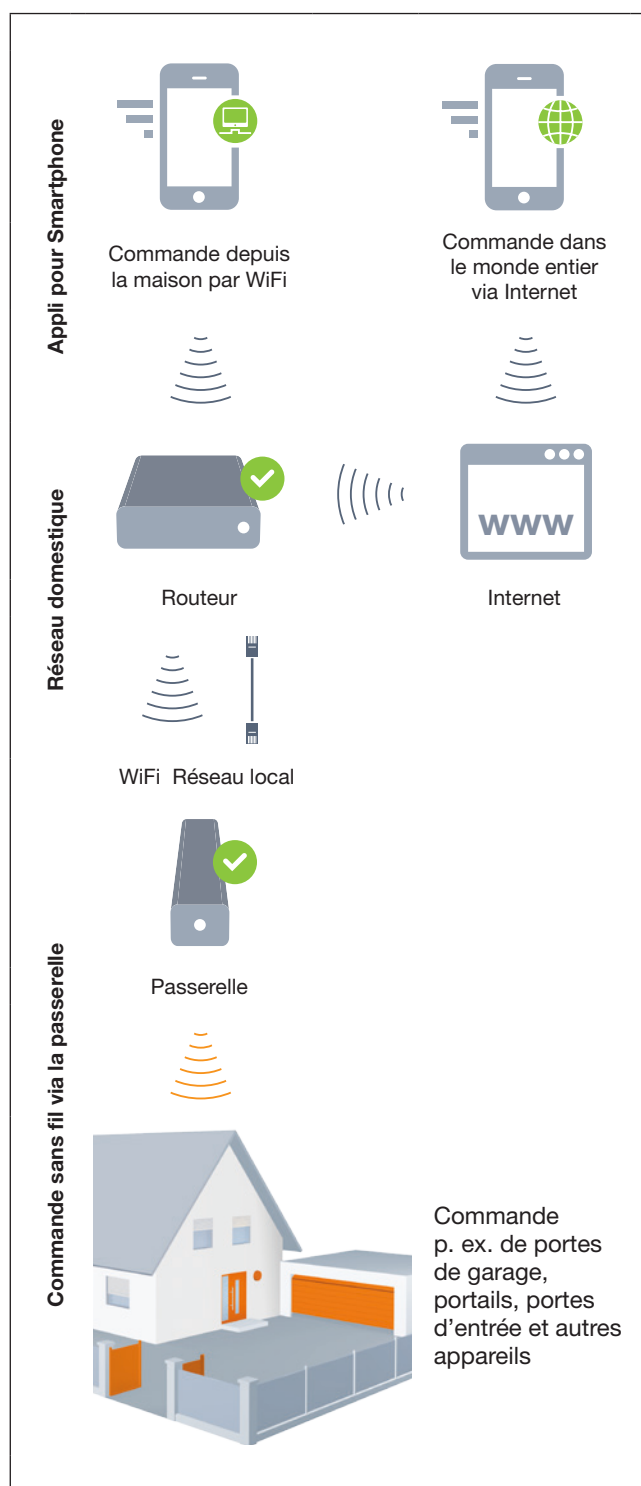 Appli pour Smartphone
Commande depuis
la maison par WiFi
Commande dans
le monde entier
via Internet
Réseau domestique
www
Routeur
Internet
WiFi Réseau local
Commande sans fil via la passerelle
Passerelle
Commande
p. ex. de portes
de garage,
portails, portes
d'entrée et autres
appareils